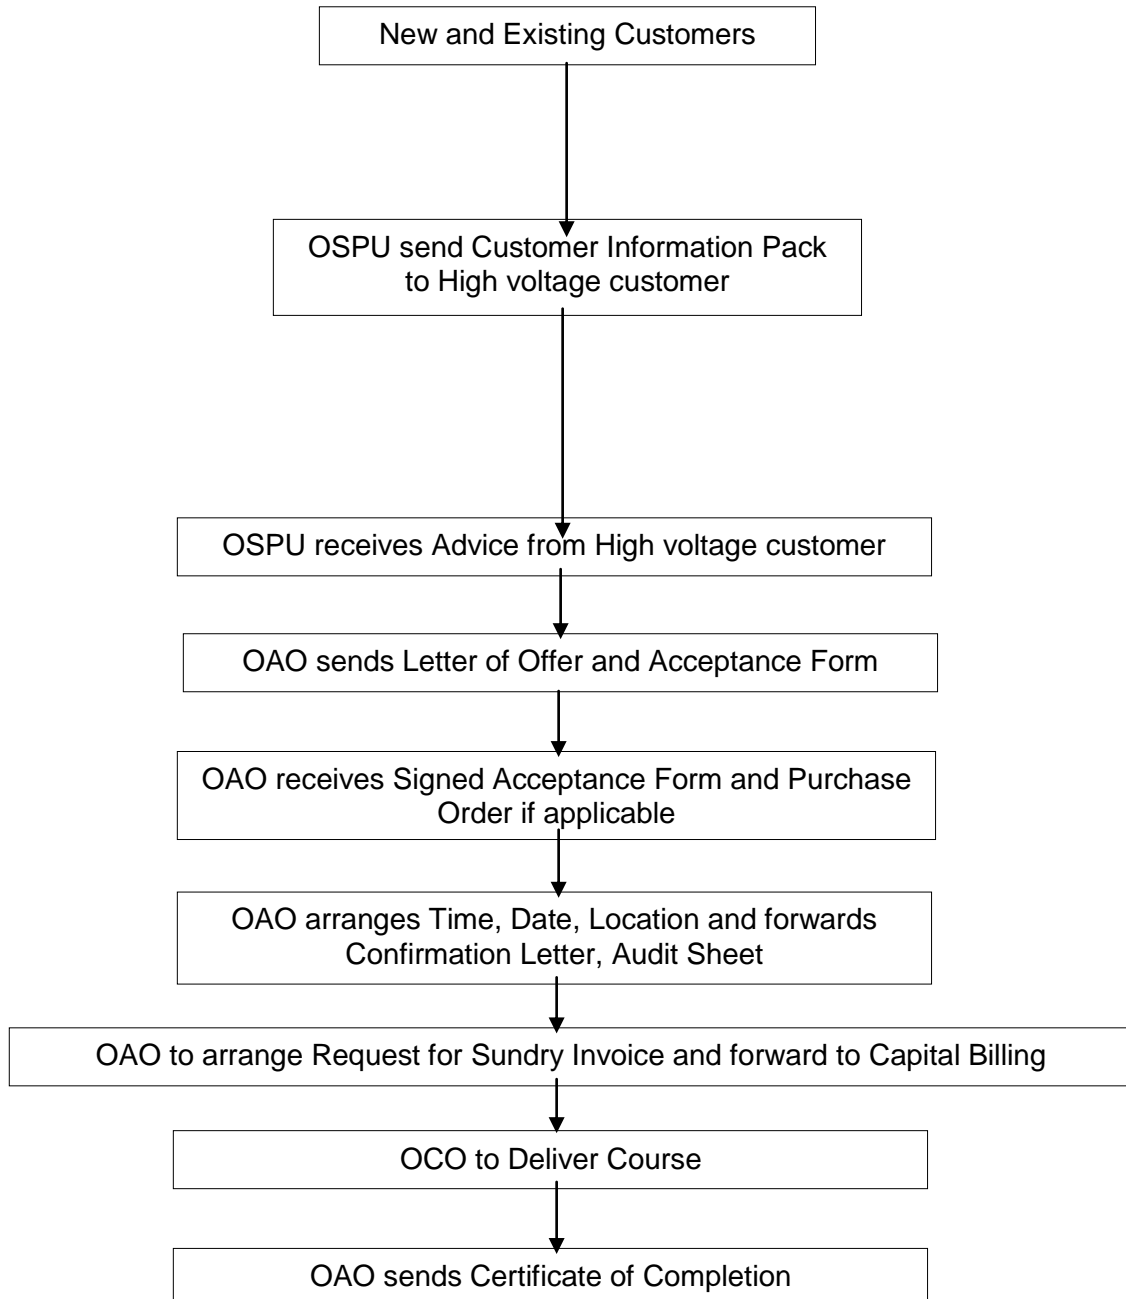 New and Existing Customers
OSPU send Customer Information Pack
to High voltage customer
OSPU receives Advice from High voltage customer
OAO sends Letter of Offer and Acceptance Form
OAO receives Signed Acceptance Form and Purchase
Order if applicable
OAO arranges Time, Date, Location and forwards
Confirmation Letter, Audit Sheet
OAO to arrange Request for Sundry Invoice and forward to Capital Billing
OCO to Deliver Course
OAO sends Certificate of Completion